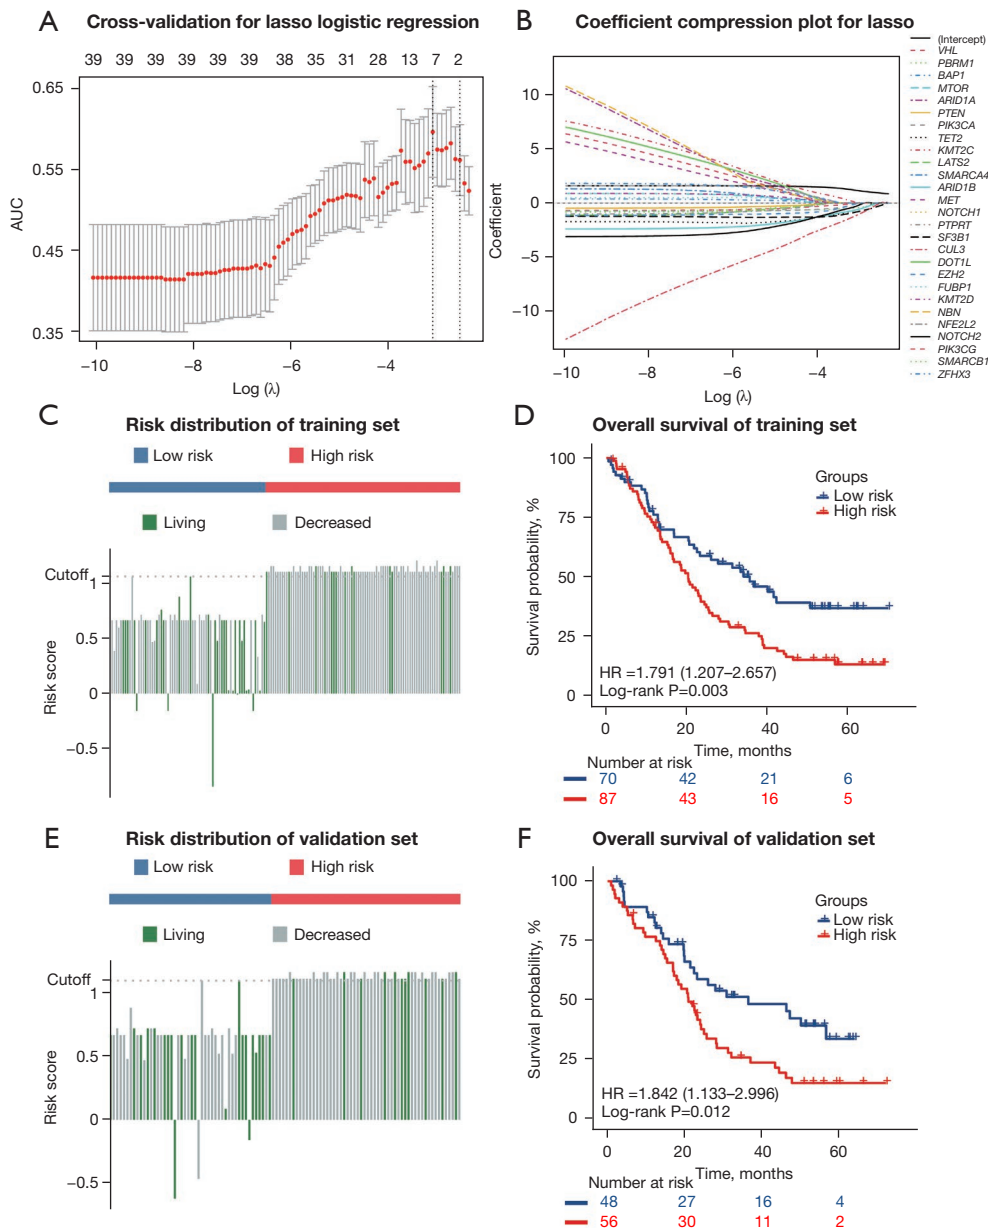 A
Cross-validation for lasso logistic regression
39 39 39 39 39 39 38 35 31 28 13 7 2
0.65
0.55
0.45
0.35
AUC
−10 −8 −6 −4
Log (λ)
B
Coefficient compression plot for lasso
10
5
0
−5
−10
Coefficient
−10 −8 −6 −4
Log (λ)
(Intercept)
VHL
PBRM1
BAP1
MTOR
ARID1A
PTEN
PIK3CA
TET2
KMT2C
LATS2
SMARCA4
ARID1B
MET
NOTCH1
PTPRT
SF3B1
CUL3
DOT1L
EZH2
FUBP1
KMT2D
NBN
NFE2L2
NOTCH2
PIK3CG
SMARCB1
ZFHX3
C
Risk distribution of training set
Low risk High risk
Living Decreased
Cutoff
1
0.5
0
−0.5
Risk score
D
Overall survival of training set
100
75
50
25
0
Survival probability, %
Groups
Low risk
High risk
HR =1.791 (1.207–2.657)
Log-rank P=0.003
0 20 40 60
Time, months
Number at risk
70 42 21 6
87 43 16 5
E
Risk distribution of validation set
Low risk High risk
Living Decreased
Cutoff
1
0.5
0
−0.5
Risk score
F
Overall survival of validation set
100
75
50
25
0
Survival probability, %
Groups
Low risk
High risk
HR =1.842 (1.133–2.996)
Log-rank P=0.012
0 20 40 60
Time, months
Number at risk
48 27 16 4
56 30 11 2